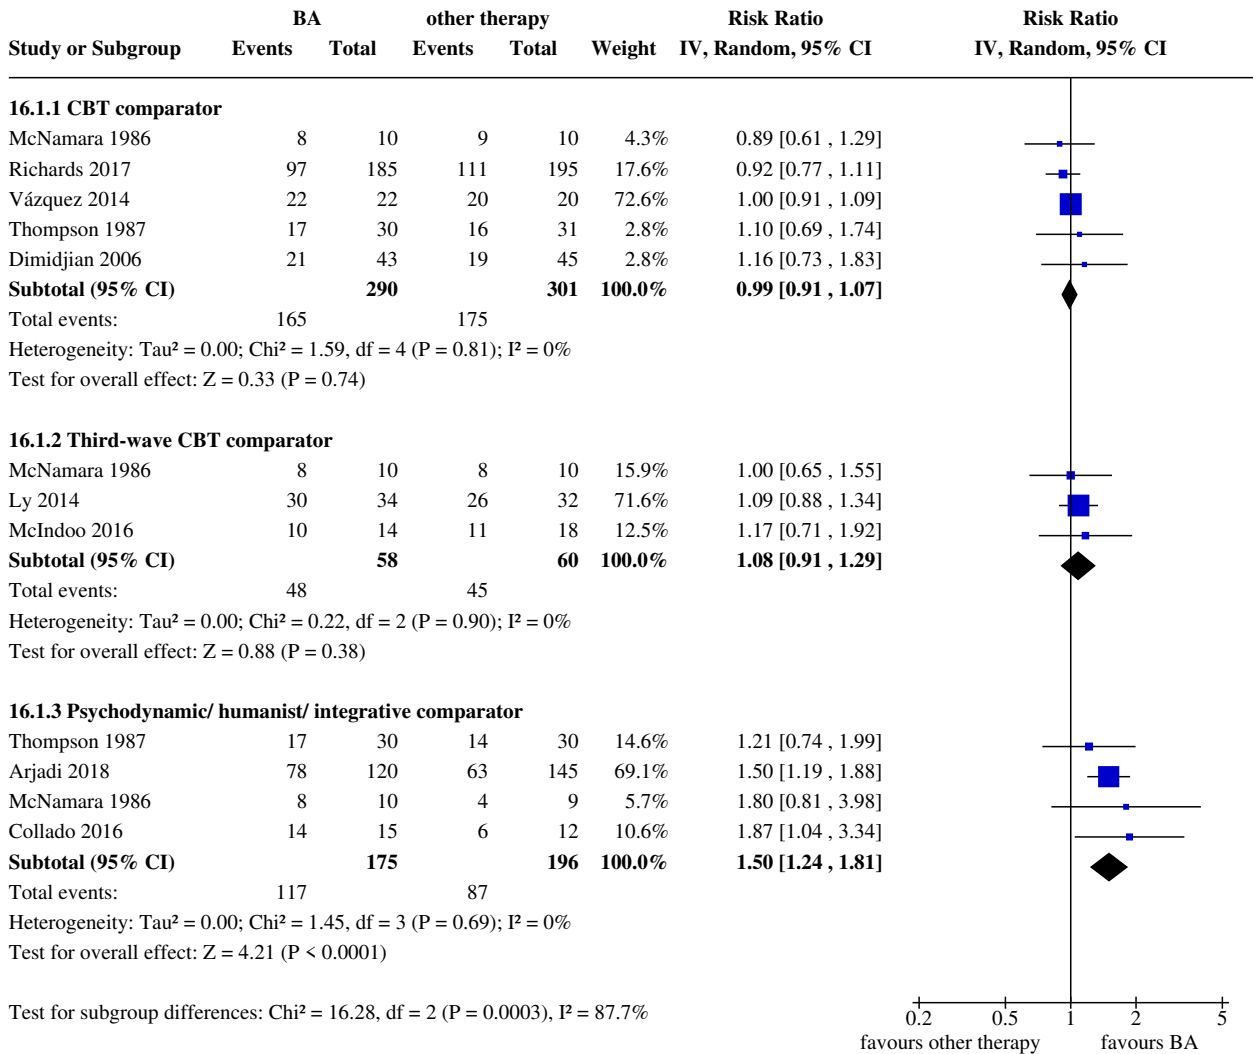 BA other therapy Risk Ratio Risk Ratio
Study or Subgroup Events Total Events Total Weight IV, Random, 95% CI IV, Random, 95% CI
16.1.1 CBT comparator
McNamara 1986 8 10 9 10 4.3% 0.89 [0.61 , 1.29]
Richards 2017 97 185 111 195 17.6% 0.92 [0.77 , 1.11]
Vázquez 2014 22 22 20 20 72.6% 1.00 [0.91 , 1.09]
Thompson 1987 17 30 16 31 2.8% 1.10 [0.69 , 1.74]
Dimidjian 2006 21 43 19 45 2.8% 1.16 [0.73 , 1.83]
Subtotal (95% CI) 290 301 100.0% 0.99 [0.91 , 1.07]
Total events: 165 175
Heterogeneity: Tau² = 0.00; Chi² = 1.59, df = 4 (P = 0.81); I² = 0%
Test for overall effect: Z = 0.33 (P = 0.74)
16.1.2 Third-wave CBT comparator
McNamara 1986 8 10 8 10 15.9% 1.00 [0.65 , 1.55]
Ly 2014 30 34 26 32 71.6% 1.09 [0.88 , 1.34]
McIndoo 2016 10 14 11 18 12.5% 1.17 [0.71 , 1.92]
Subtotal (95% CI) 58 60 100.0% 1.08 [0.91 , 1.29]
Total events: 48 45
Heterogeneity: Tau² = 0.00; Chi² = 0.22, df = 2 (P = 0.90); I² = 0%
Test for overall effect: Z = 0.88 (P = 0.38)
16.1.3 Psychodynamic/ humanist/ integrative comparator
Thompson 1987 17 30 14 30 14.6% 1.21 [0.74 , 1.99]
Arjadi 2018 78 120 63 145 69.1% 1.50 [1.19 , 1.88]
McNamara 1986 8 10 4 9 5.7% 1.80 [0.81 , 3.98]
Collado 2016 14 15 6 12 10.6% 1.87 [1.04 , 3.34]
Subtotal (95% CI) 175 196 100.0% 1.50 [1.24 , 1.81]
Total events: 117 87
Heterogeneity: Tau² = 0.00; Chi² = 1.45, df = 3 (P = 0.69); I² = 0%
Test for overall effect: Z = 4.21 (P < 0.0001)
Test for subgroup differences: Chi² = 16.28, df = 2 (P = 0.0003), I² = 87.7%
0.2 0.5 1 2 5
favours other therapy favours BA